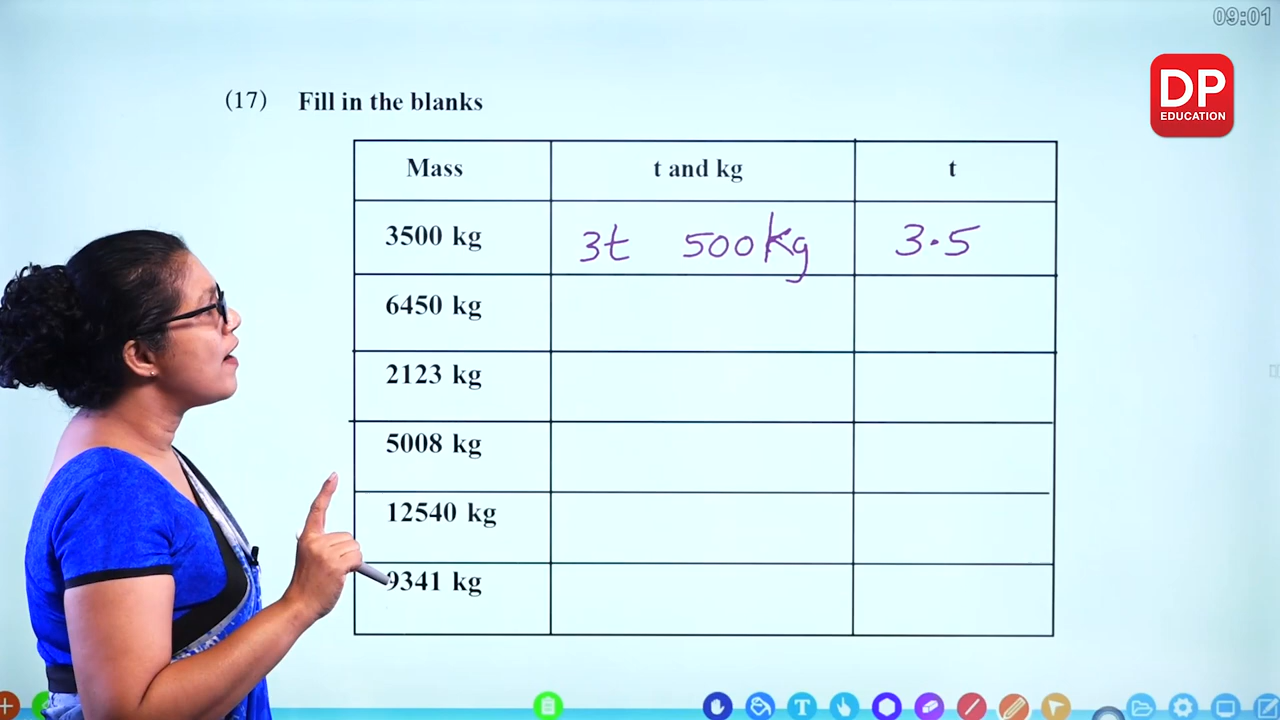 09:01
DP
EDUCATION
(17) Fill in the blanks
Mass t and kg t
3500 kg 3t 500kg 3.5
6450 kg
2123 kg
5008 kg
12540 kg
9341 kg